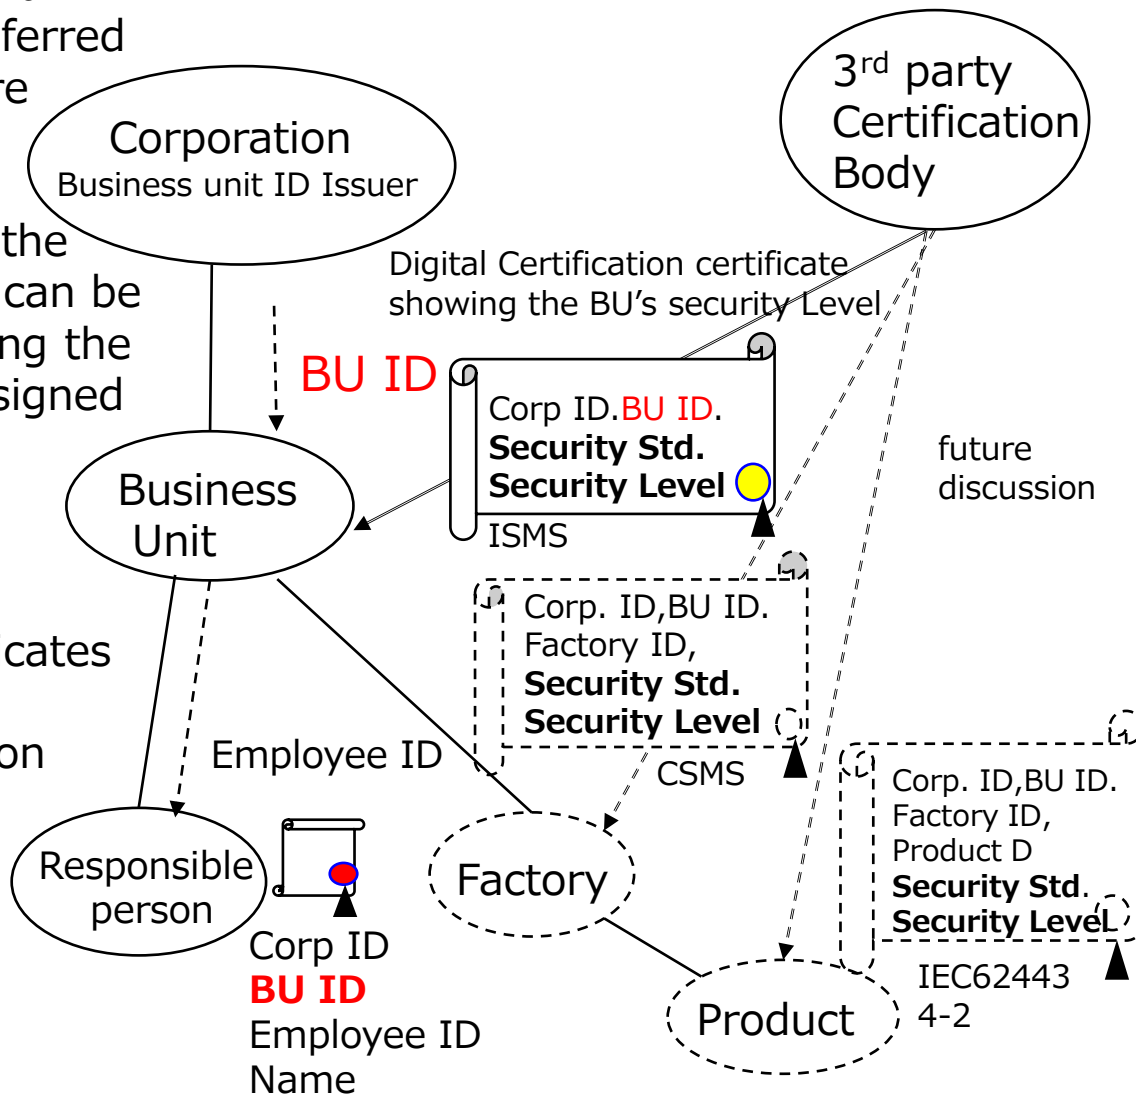 ferred
re
Corporation
Business unit ID Issuer
3rd party
Certification
Body
the
can be
ng the
signed
Digital Certification certificate
showing the BU's security Level
BU ID
Corp ID.BU ID.
Security Std.
Security Level
ISMS
future
discussion
Business
Unit
Corp. ID,BU ID.
Factory ID,
Security Std.
Security Level
CSMS
icates
on
Employee ID
Corp. ID,BU ID.
Factory ID,
Product D
Security Std.
Security Level
IEC62443
4-2
Responsible
person
Factory
Corp ID
BU ID
Employee ID
Name
Product